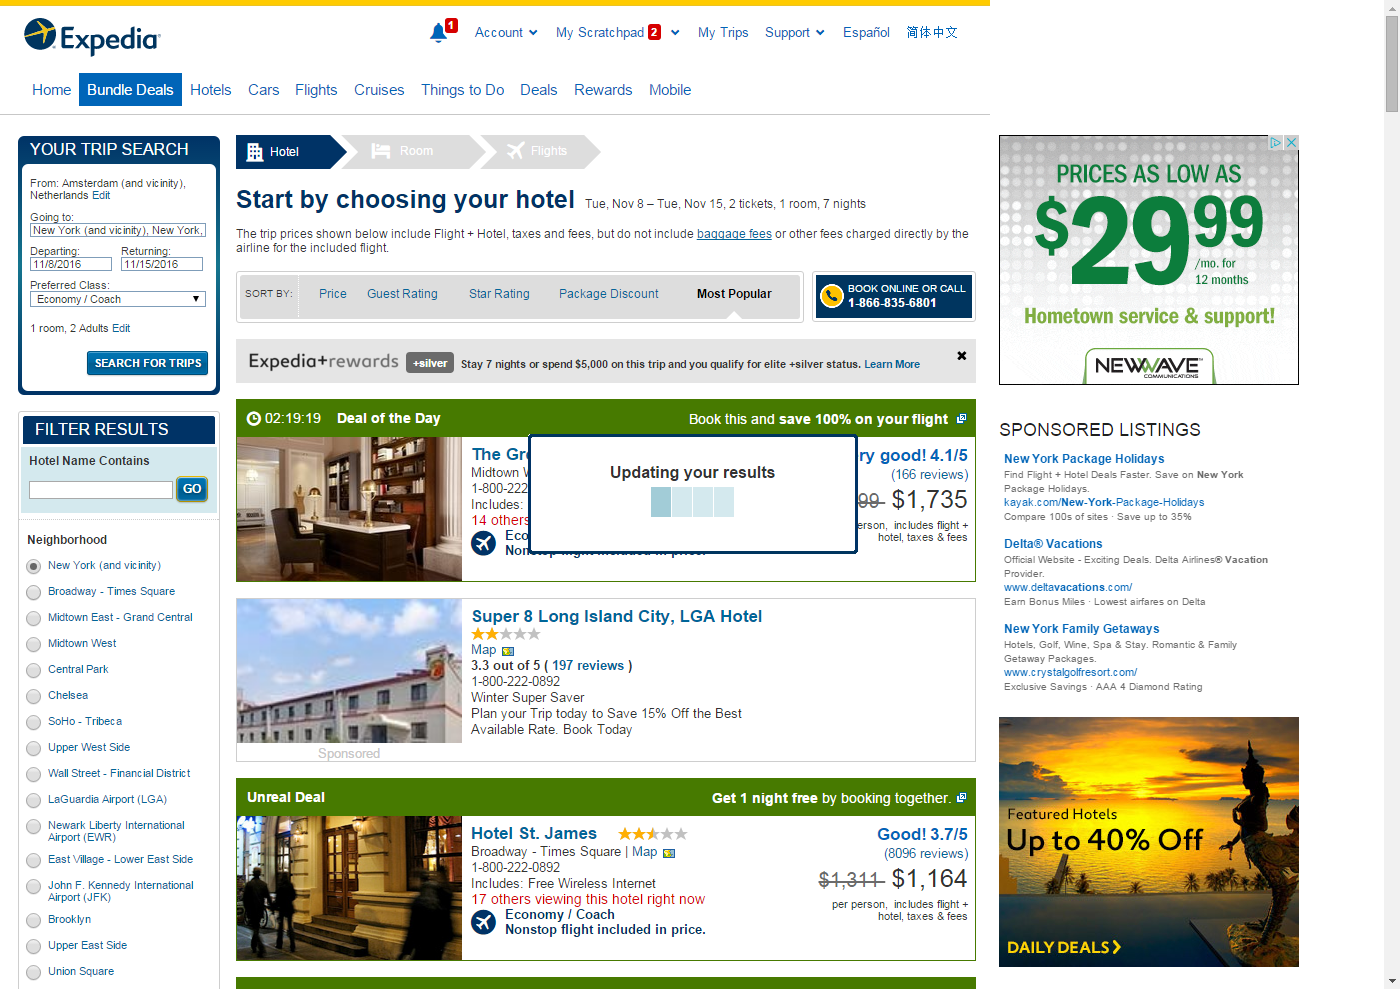 Expedia
1
Account
My Scratchpad 2
My Trips
Support
Español
简体中文
Home
Bundle Deals
Hotels
Cars
Flights
Cruises
Things to Do
Deals
Rewards
Mobile
YOUR TRIP SEARCH
From: Amsterdam (and vicinity),
Netherlands Edit
Going to:
New York (and vicinity), New York,
Departing: Returning:
11/8/2016 11/15/2016
Preferred Class:
Economy / Coach
1 room, 2 Adults Edit
SEARCH FOR TRIPS
FILTER RESULTS
Hotel Name Contains
GO
Neighborhood
New York (and vicinity)
Broadway - Times Square
Midtown East - Grand Central
Midtown West
Central Park
Chelsea
SoHo - Tribeca
Upper West Side
Wall Street - Financial District
LaGuardia Airport (LGA)
Newark Liberty International
Airport (EWR)
East Village - Lower East Side
John F. Kennedy International
Airport (JFK)
Brooklyn
Upper East Side
Union Square
Hotel
Room
Flights
Start by choosing your hotel Tue, Nov 8 – Tue, Nov 15, 2 tickets, 1 room, 7 nights
The trip prices shown below include Flight + Hotel, taxes and fees, but do not include baggage fees or other fees charged directly by the
airline for the included flight.
SORT BY: Price Guest Rating Star Rating Package Discount Most Popular
BOOK ONLINE OR CALL
1-866-835-6801
Expedia+rewards +silver Stay 7 nights or spend $5,000 on this trip and you qualify for elite +silver status. Learn More
02:19:19 Deal of the Day Book this and save 100% on your flight
The Gr
Midtown
1-800-222
Includes:
14 others
Eco
Nonstop flight included in price.
Updating your results
ry good! 4.1/5
(166 reviews)
99 $1,735
erson, includes flight +
hotel, taxes & fees
Super 8 Long Island City, LGA Hotel
Map
3.3 out of 5 ( 197 reviews )
1-800-222-0892
Winter Super Saver
Plan your Trip today to Save 15% Off the Best
Available Rate. Book Today
Sponsored
Unreal Deal Get 1 night free by booking together.
Hotel St. James
Broadway - Times Square | Map
1-800-222-0892
Includes: Free Wireless Internet
17 others viewing this hotel right now
Economy / Coach
Nonstop flight included in price.
Good! 3.7/5
(8096 reviews)
$1,311 $1,164
per person, includes flight +
hotel, taxes & fees
PRICES AS LOW AS
$29.99
/mo. for
12 months
Hometown service & support!
NEWWAVE
COMMUNICATIONS
SPONSORED LISTINGS
New York Package Holidays
Find Flight + Hotel Deals Faster. Save on New York
Package Holidays.
kayak.com/New-York-Package-Holidays
Compare 100s of sites · Save up to 35%
Delta® Vacations
Official Website - Exciting Deals. Delta Airlines® Vacation
Provider.
www.deltavacations.com/
Earn Bonus Miles · Lowest airfares on Delta
New York Family Getaways
Hotels, Golf, Wine, Spa & Stay. Romantic & Family
Getaway Packages.
www.crystalgolfresort.com/
Exclusive Savings · AAA 4 Diamond Rating
Featured Hotels
Up to 40% Off
DAILY DEALS